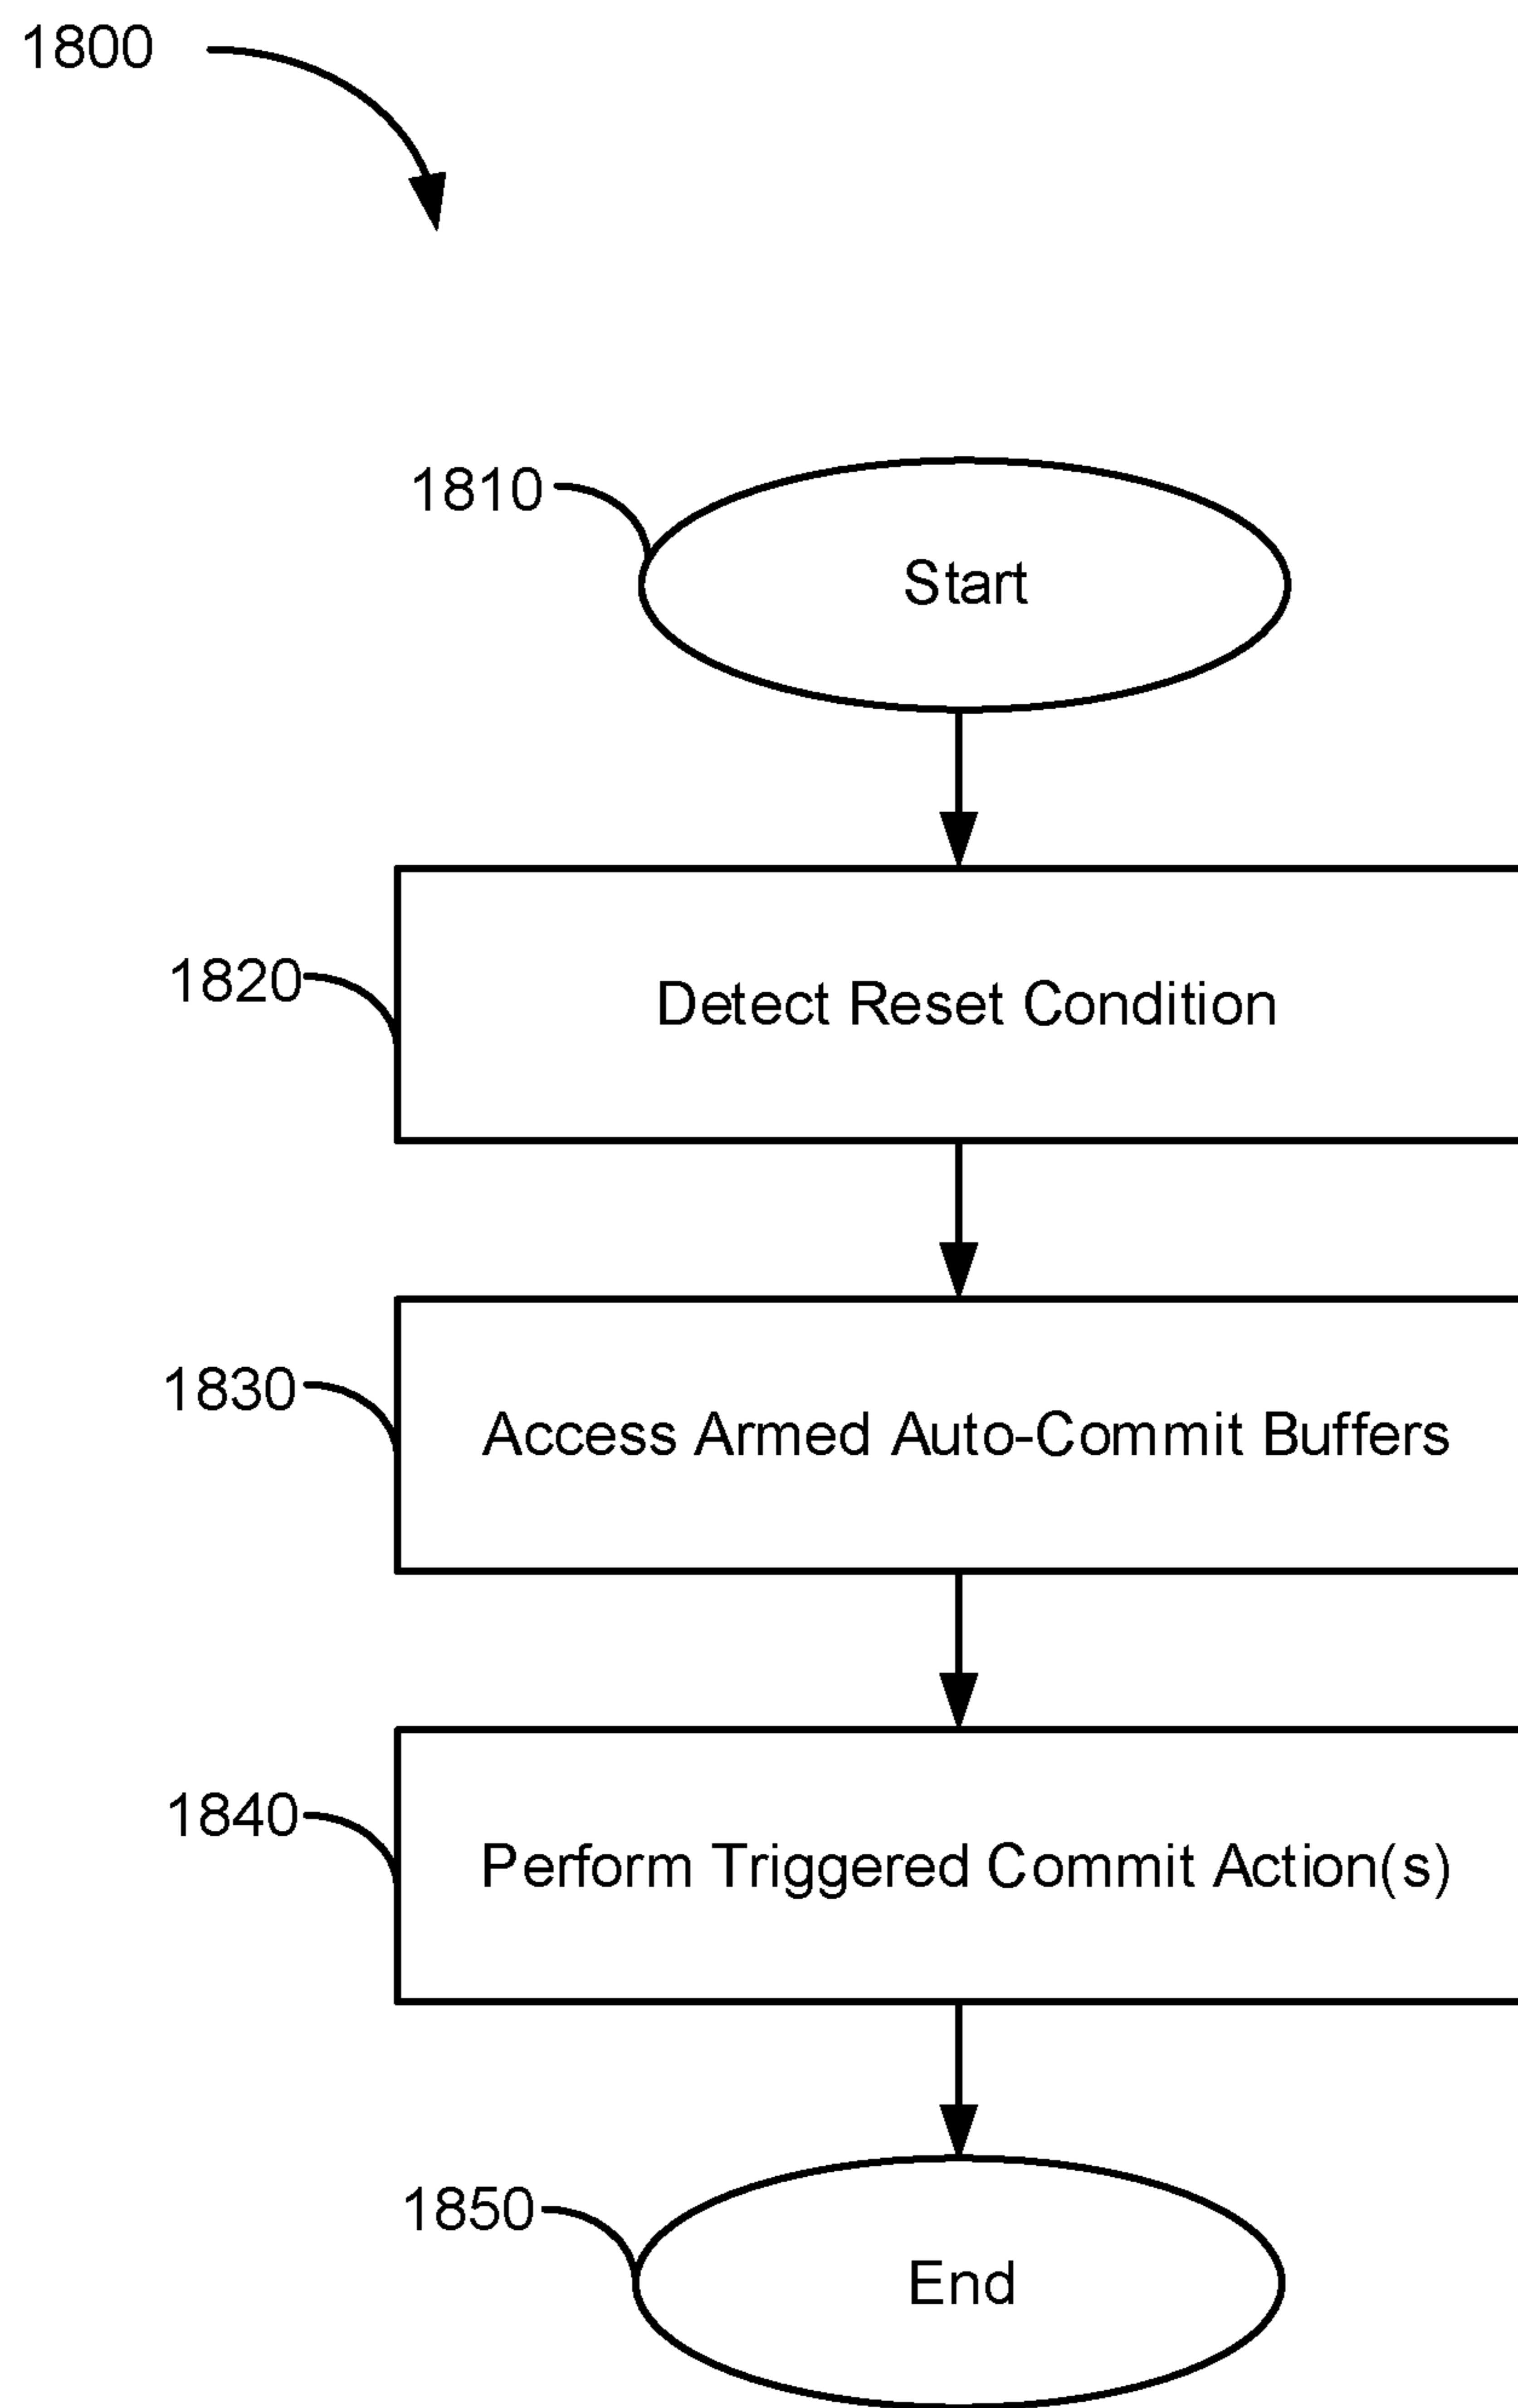 1800
1810
Start
1820
Detect Reset Condition
1830
Access Armed Auto-Commit Buffers
1840
Perform Triggered Commit Action(s)
1850
End